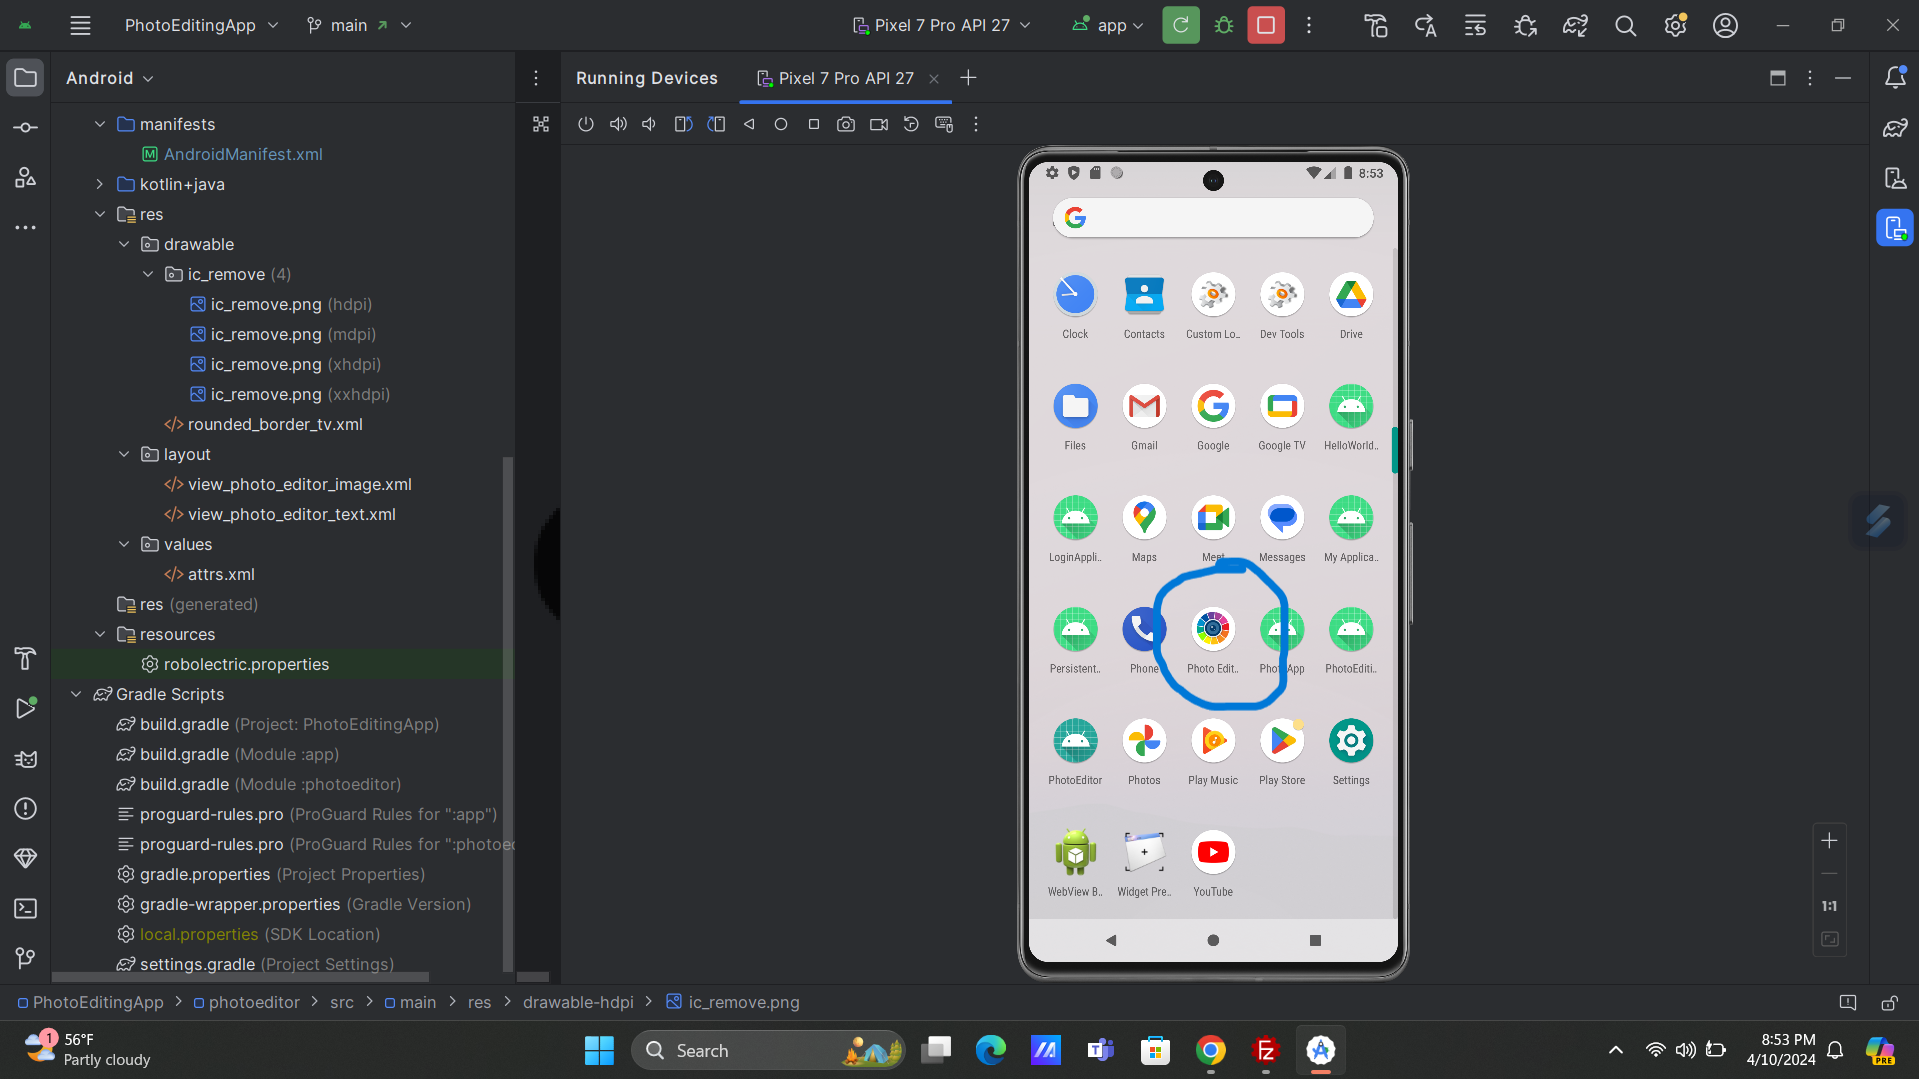 PhotoEditingApp
main
Pixel 7 Pro API 27
app
Android
Running Devices
Pixel 7 Pro API 27
manifests
AndroidManifest.xml
kotlin+java
res
drawable
ic_remove (4)
ic_remove.png (hdpi)
ic_remove.png (mdpi)
ic_remove.png (xhdpi)
ic_remove.png (xxhdpi)
rounded_border_tv.xml
layout
view_photo_editor_image.xml
view_photo_editor_text.xml
values
attrs.xml
res (generated)
resources
robolectric.properties
Gradle Scripts
build.gradle (Project: PhotoEditingApp)
build.gradle (Module :app)
build.gradle (Module :photoeditor)
proguard-rules.pro (ProGuard Rules for ":app")
proguard-rules.pro (ProGuard Rules for ":photoec
gradle.properties (Project Properties)
gradle-wrapper.properties (Gradle Version)
local.properties (SDK Location)
settings.gradle (Project Settings)
8:53
Clock Contacts Custom Lo.. Dev Tools Drive
Files Gmail Google Google TV HelloWorld..
LoginAppli.. Maps Meet Messages My Applica..
Persistent.. Phone Photo Edit.. PhotoApp PhotoEditi..
PhotoEditor Photos Play Music Play Store Settings
WebView B.. Widget Pre.. YouTube
1:1
PhotoEditingApp > photoeditor > src > main > res > drawable-hdpi > ic_remove.png
1
56°F
Partly cloudy
Search
8:53 PM
4/10/2024
PRE